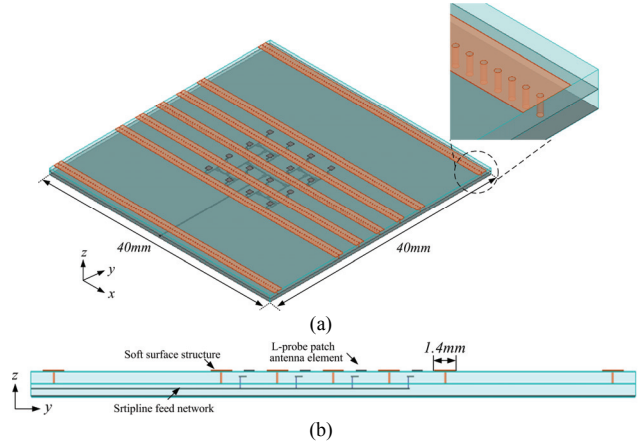 z
y
x
40mm
40mm
(a)
Soft surface structure
L-probe patch
antenna element
1.4mm
z
y
Srtipline feed network
(b)